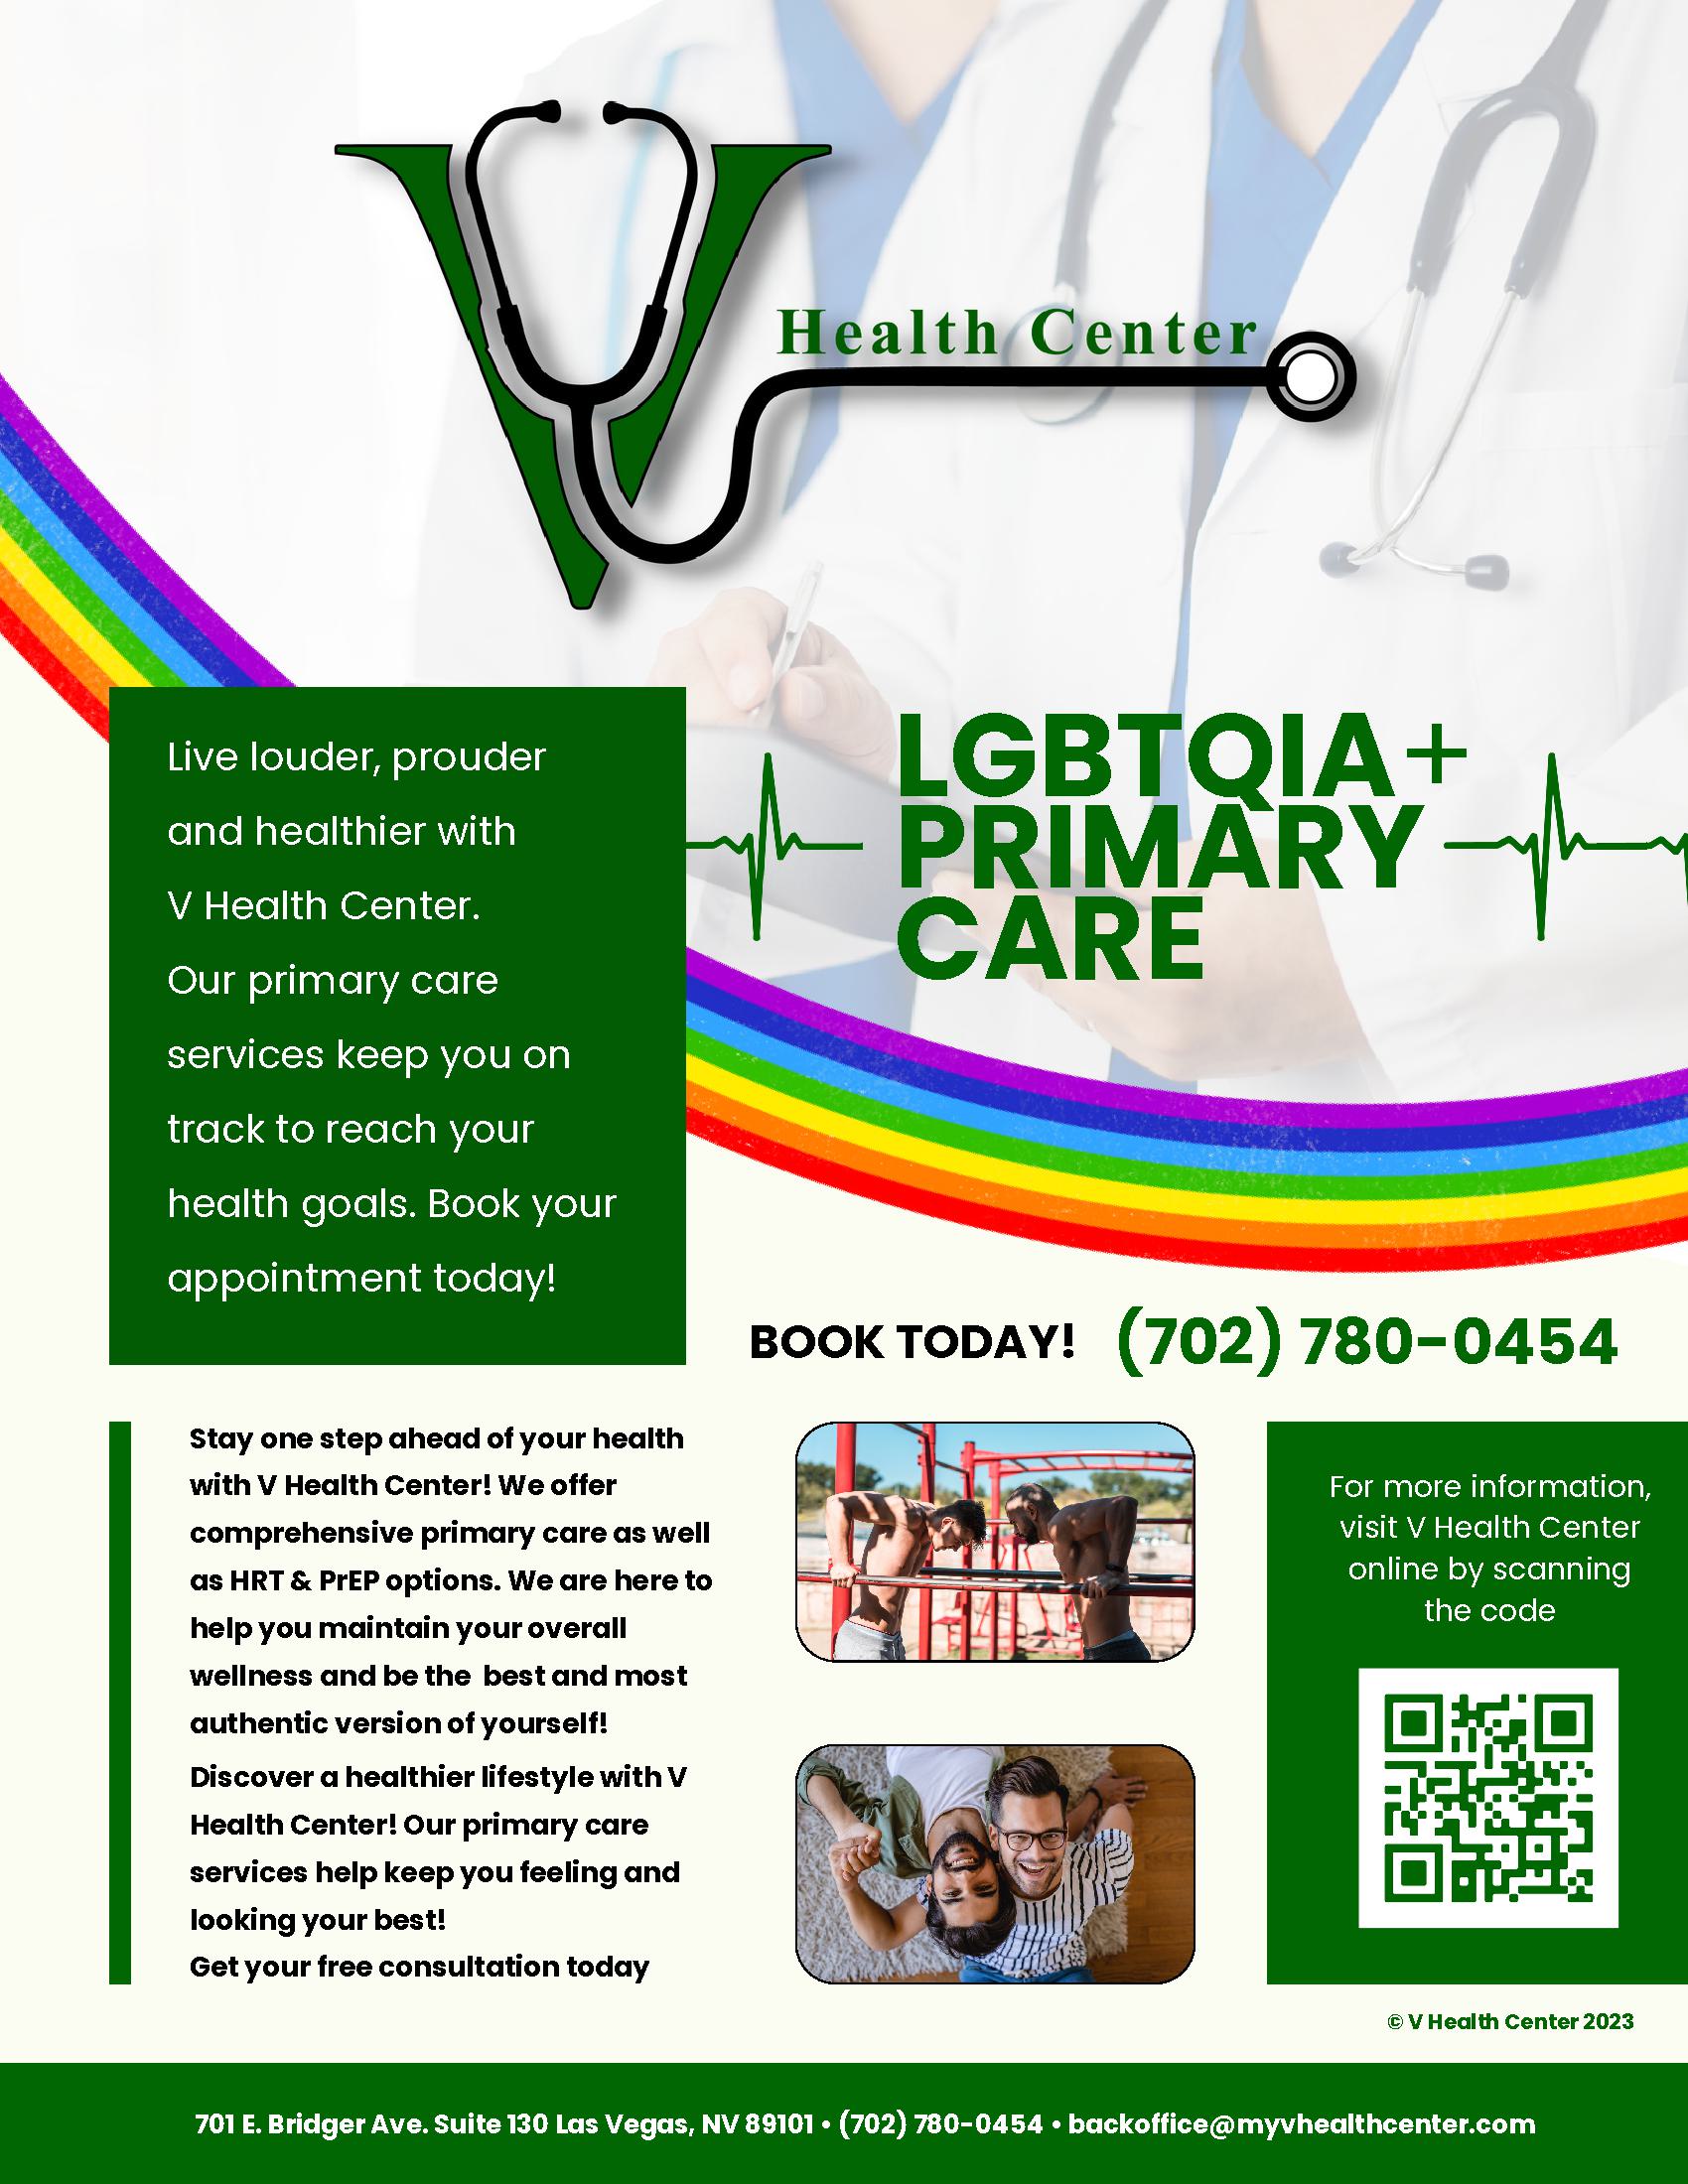 V
Health Center
Live louder, prouder
and healthier with
V Health Center.
Our primary care
services keep you on
track to reach your
health goals. Book your
appointment today!
LGBTQIA+
PRIMARY
CARE
BOOK TODAY! (702) 780-0454
Stay one step ahead of your health
with V Health Center! We offer
comprehensive primary care as well
as HRT & PrEP options. We are here to
help you maintain your overall
wellness and be the best and most
authentic version of yourself!
Discover a healthier lifestyle with V
Health Center! Our primary care
services help keep you feeling and
looking your best!
Get your free consultation today
For more information,
visit V Health Center
online by scanning
the code
© V Health Center 2023
701 E. Bridger Ave. Suite 130 Las Vegas, NV 89101 • (702) 780-0454 • backoffice@myvhealthcenter.com